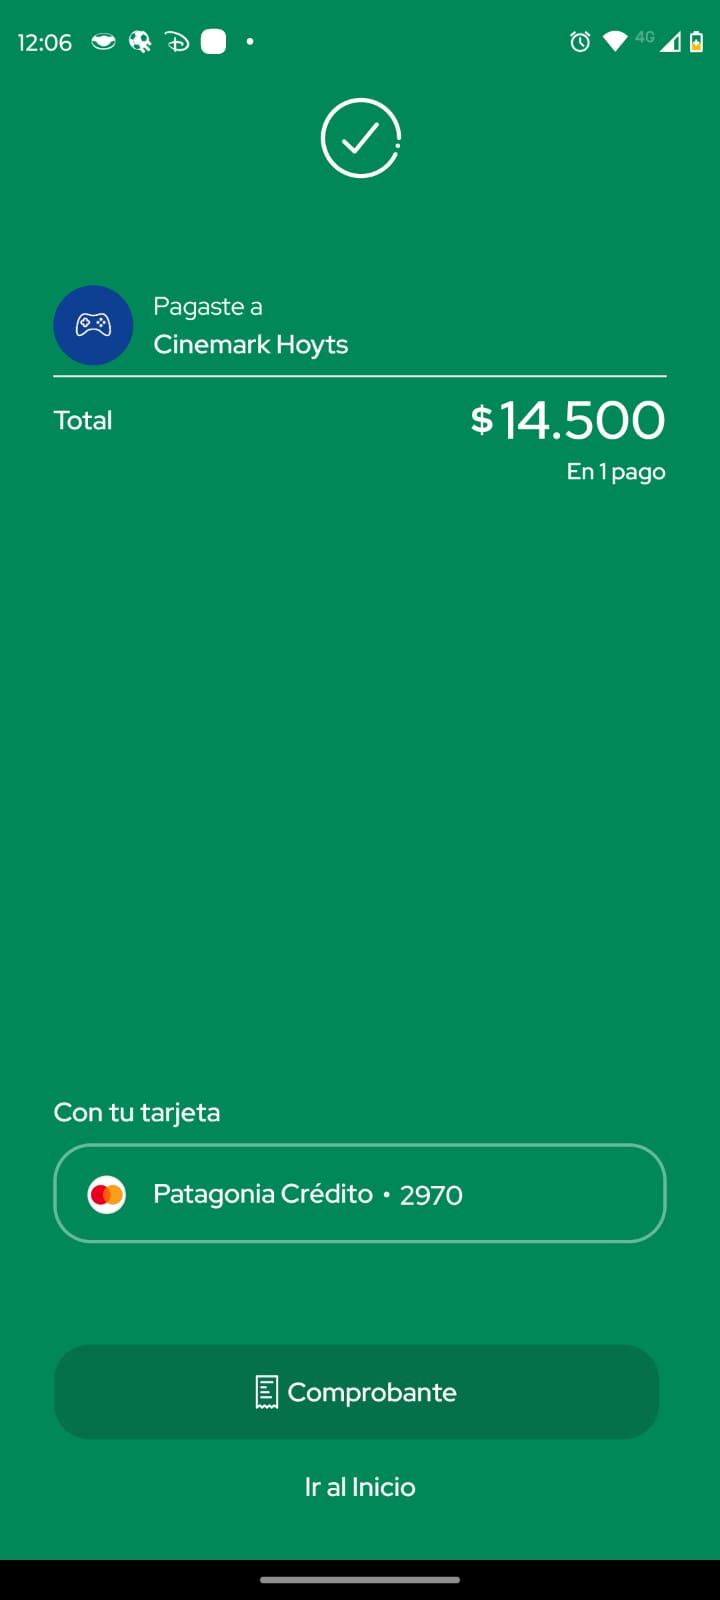 12:06
4G
Pagaste a
Cinemark Hoyts
Total
$14.500
En 1 pago
Con tu tarjeta
Patagonia Crédito • 2970
Comprobante
Ir al Inicio